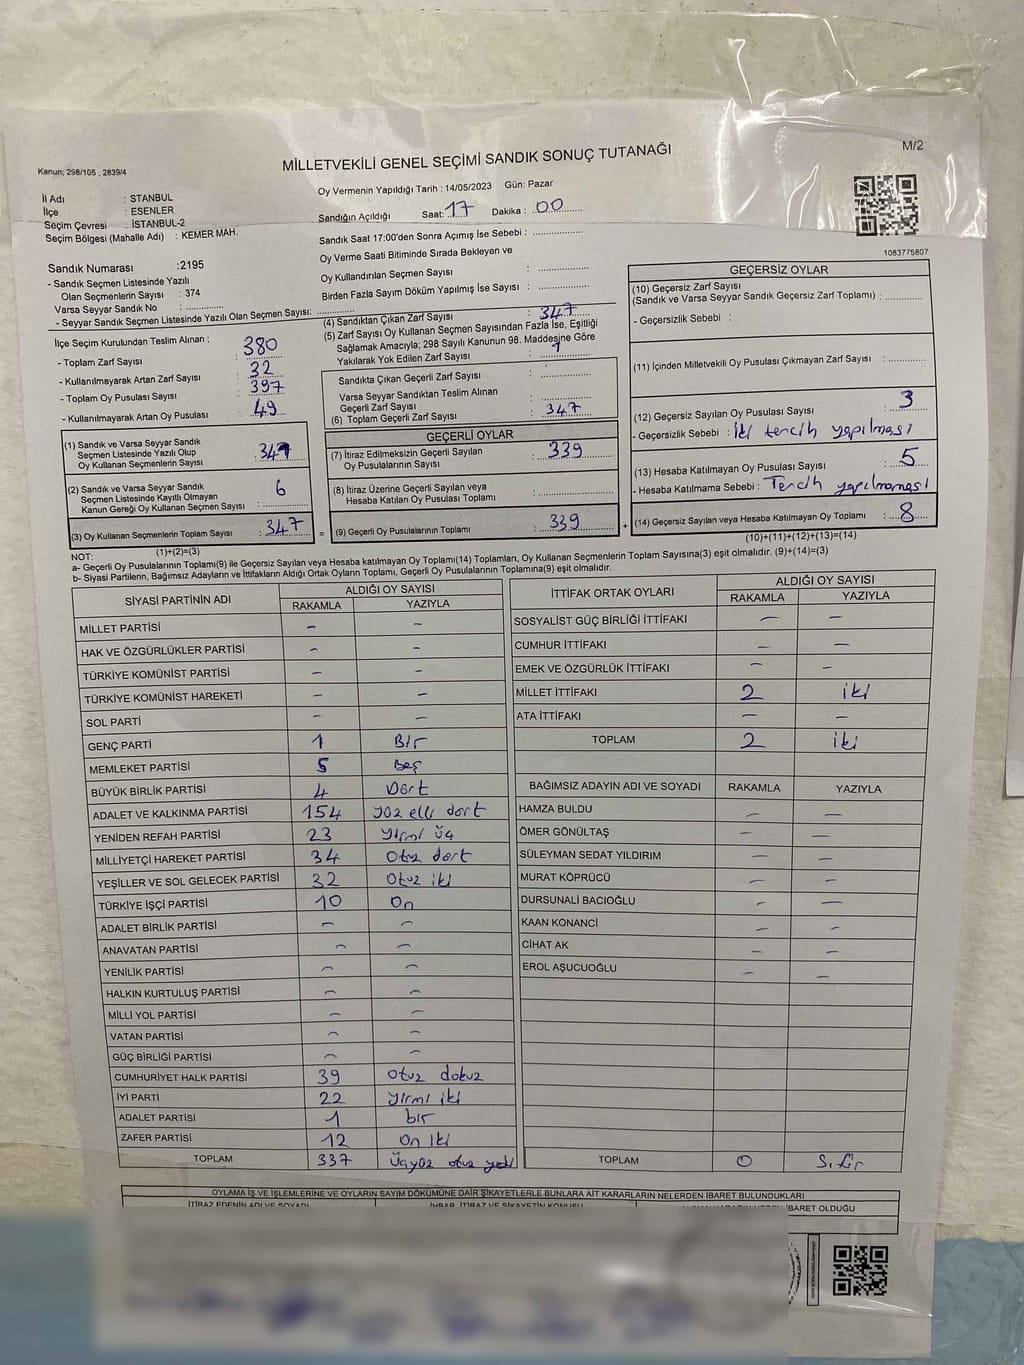 MİLLETVEKİLİ GENEL SEÇİMİ SANDIK SONUÇ TUTANAĞI
M/2
Kanun; 298/105 , 2839/4
İl Adı : STANBUL
İlçe : ESENLER
Seçim Çevresi : İSTANBUL-2
Seçim Bölgesi (Mahalle Adı) : KEMER MAH.
Oy Vermenin Yapıldığı Tarih : 14/05/2023 Gün: Pazar
Sandığın Açıldığı Saat: 17 Dakika : 00
Sandık Saat 17:00'den Sonra Açımış İse Sebebi :
Oy Verme Saati Bitiminde Sırada Bekleyen ve
Oy Kullandırılan Seçmen Sayısı :
Birden Fazla Sayım Döküm Yapılmış İse Sayısı :
1083775807
Sandık Numarası :2195
- Sandık Seçmen Listesinde Yazılı
Olan Seçmenlerin Sayısı : 374
Varsa Seyyar Sandık No
- Seyyar Sandık Seçmen Listesinde Yazılı Olan Seçmen Sayısı:
İlçe Seçim Kurulundan Teslim Alınan ;
- Toplam Zarf Sayısı : 380
- Kullanılmayarak Artan Zarf Sayısı : 32
- Toplam Oy Pusulası Sayısı : 397
- Kullanılmayarak Artan Oy Pusulası : 49
(1) Sandık ve Varsa Seyyar Sandık
Seçmen Listesinde Yazılı Olup
Oy Kullanan Seçmenlerin Sayısı :
(2) Sandık ve Varsa Seyyar Sandık
Seçmen Listesinde Kayıtlı Olmayan
Kanun Gereği Oy Kullanan Seçmen Sayısı : 6
(3) Oy Kullanan Seçmenlerin Toplam Sayısı : 347
(1)+(2)=(3)
(4) Sandıktan Çıkan Zarf Sayısı : 347
(5) Zarf Sayısı Oy Kullanan Seçmen Sayısından Fazla İse, Eşitliği
Sağlamak Amacıyla; 298 Sayılı Kanunun 98. Maddesine Göre
Yakılarak Yok Edilen Zarf Sayısı :
Sandıkta Çıkan Geçerli Zarf Sayısı :
Varsa Seyyar Sandıktan Teslim Alınan
Geçerli Zarf Sayısı :
(6) Toplam Geçerli Zarf Sayısı : 347
GEÇERLİ OYLAR
(7) İtiraz Edilmeksizin Geçerli Sayılan
Oy Pusulalarının Sayısı : 339
(8) İtiraz Üzerine Geçerli Sayılan veya
Hesaba Katılan Oy Pusulası Toplamı :
= (9) Geçerli Oy Pusulalarının Toplamı : 339 +
GEÇERSİZ OYLAR
(10) Geçersiz Zarf Sayısı
(Sandık ve Varsa Seyyar Sandık Geçersiz Zarf Toplamı) :
- Geçersizlik Sebebi :
(11) İçinden Milletvekili Oy Pusulası Çıkmayan Zarf Sayısı :
(12) Geçersiz Sayılan Oy Pusulası Sayısı : 3
- Geçersizlik Sebebi : İki tercih yapılması
(13) Hesaba Katılmayan Oy Pusulası Sayısı : 5
- Hesaba Katılmama Sebebi : Tercih yapılmaması
(14) Geçersiz Sayılan veya Hesaba Katılmayan Oy Toplamı : 8
(10)+(11)+(12)+(13)=(14)
NOT:
a- Geçerli Oy Pusulalarının Toplamı(9) ile Geçersiz Sayılan veya Hesaba katılmayan Oy Toplamı(14) Toplamları, Oy Kullanan Seçmenlerin Toplam Sayısına(3) eşit olmalıdır. (9)+(14)=(3)
b- Siyasi Partilerin, Bağımsız Adayların ve İttifakların Aldığı Ortak Oyların Toplamı, Geçerli Oy Pusulalarının Toplamına(9) eşit olmalıdır.
SİYASİ PARTİNİN ADI ALDIĞI OY SAYISI
RAKAMLA YAZIYLA
MİLLET PARTİSİ - -
HAK VE ÖZGÜRLÜKLER PARTİSİ - -
TÜRKİYE KOMÜNİST PARTİSİ - -
TÜRKİYE KOMÜNİST HAREKETİ - -
SOL PARTİ - -
GENÇ PARTİ 1 Bir
MEMLEKET PARTİSİ 5 Beş
BÜYÜK BİRLİK PARTİSİ 4 Dört
ADALET VE KALKINMA PARTİSİ 154 yüz elli dört
YENİDEN REFAH PARTİSİ 23 yirmi üç
MİLLİYETÇİ HAREKET PARTİSİ 34 Otuz dört
YEŞİLLER VE SOL GELECEK PARTİSİ 32 Otuz iki
TÜRKİYE İŞÇİ PARTİSİ 10 On
ADALET BİRLİK PARTİSİ - -
ANAVATAN PARTİSİ - -
YENİLİK PARTİSİ - -
HALKIN KURTULUŞ PARTİSİ - -
MİLLİ YOL PARTİSİ - -
VATAN PARTİSİ - -
GÜÇ BİRLİĞİ PARTİSİ - -
CUMHURİYET HALK PARTİSİ 39 Otuz dokuz
İYİ PARTİ 22 yirmi iki
ADALET PARTİSİ 1 bir
ZAFER PARTİSİ 12 On iki
TOPLAM 337 Üçyüz otuz yedi
İTTİFAK ORTAK OYLARI ALDIĞI OY SAYISI
RAKAMLA YAZIYLA
SOSYALİST GÜÇ BİRLİĞİ İTTİFAKI - -
CUMHUR İTTİFAKI - -
EMEK VE ÖZGÜRLÜK İTTİFAKI - -
MİLLET İTTİFAKI 2 iki
ATA İTTİFAKI - -
TOPLAM 2 iki
BAĞIMSIZ ADAYIN ADI VE SOYADI RAKAMLA YAZIYLA
HAMZA BULDU - -
ÖMER GÖNÜLTAŞ - -
SÜLEYMAN SEDAT YILDIRIM - -
MURAT KÖPRÜCÜ - -
DURSUNALİ BACIOĞLU - -
KAAN KONANCİ - -
CİHAT AK - -
EROL AŞUCUOĞLU - -
TOPLAM 0 Sıfır
OYLAMA İŞ VE İŞLEMLERİNE VE OYLARIN SAYIM DÖKÜMÜNE DAİR ŞİKAYETLERLE BUNLARA AİT KARARLARIN NELERDEN İBARET BULUNDUKLARI
İTİRAZ EDENİN ADI VE SOYADI İHBAR, İTİRAZ VE ŞİKAYETİN KONUSU İBARET OLDUĞU